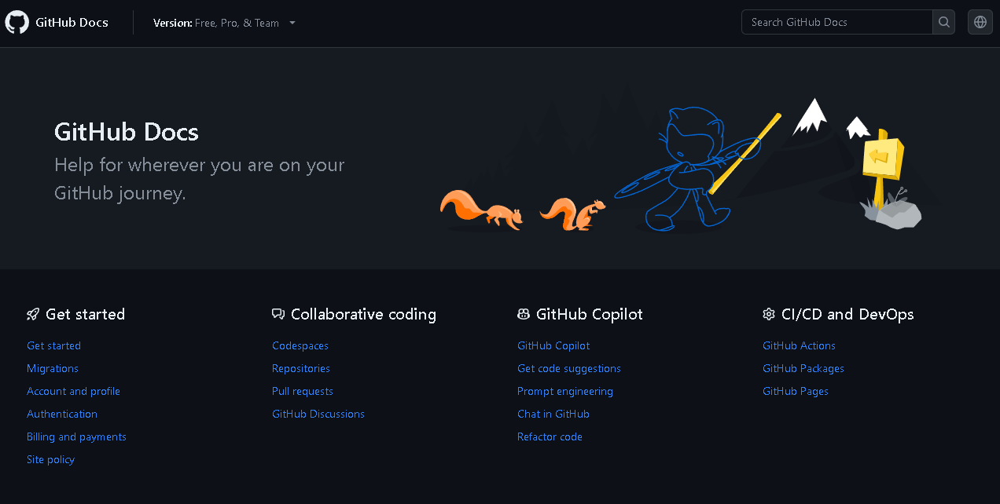 GitHub Docs
Version: Free, Pro, & Team
Search GitHub Docs
GitHub Docs
Help for wherever you are on your
GitHub journey.
Get started
Get started
Migrations
Account and profile
Authentication
Billing and payments
Site policy
Collaborative coding
Codespaces
Repositories
Pull requests
GitHub Discussions
GitHub Copilot
GitHub Copilot
Get code suggestions
Prompt engineering
Chat in GitHub
Refactor code
CI/CD and DevOps
GitHub Actions
GitHub Packages
GitHub Pages